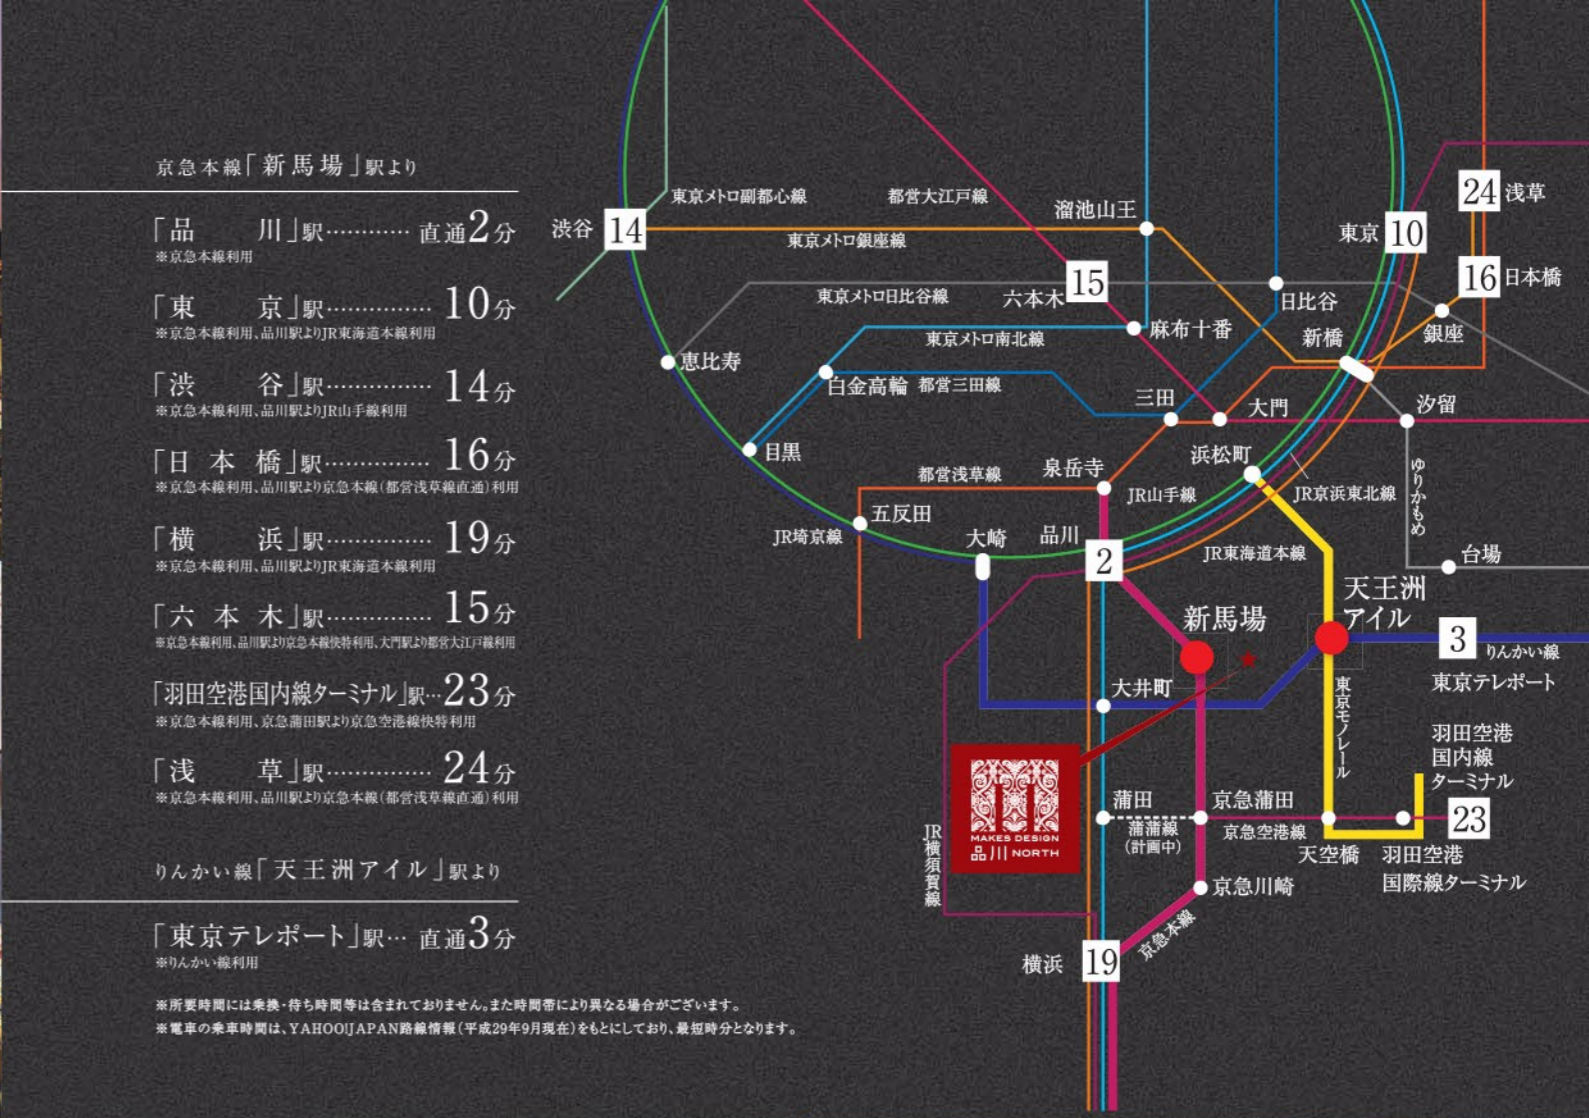 京急本線「新馬場」駅より
「品川」駅………… 直通2分
※京急本線利用
「東京」駅…………… 10分
※京急本線利用、品川駅よりJR東海道本線利用
「渋谷」駅…………… 14分
※京急本線利用、品川駅よりJR山手線利用
「日本橋」駅…………… 16分
※京急本線利用、品川駅より京急本線(都営浅草線直通)利用
「横浜」駅…………… 19分
※京急本線利用、品川駅よりJR東海道本線利用
「六本木」駅…………… 15分
※京急本線利用、品川駅より京急本線快特利用、大門駅より都営大江戸線利用
「羽田空港国内線ターミナル」駅…23分
※京急本線利用、京急蒲田駅より京急空港線快特利用
「浅草」駅…………… 24分
※京急本線利用、品川駅より京急本線(都営浅草線直通)利用
りんかい線「天王洲アイル」駅より
「東京テレポート」駅… 直通3分
※りんかい線利用
※所要時間には乗換・待ち時間等は含まれておりません。また時間帯により異なる場合がございます。
※電車の乗車時間は、YAHOO!JAPAN路線情報(平成29年9月現在)をもとにしており、最短時分となります。
東京メトロ副都心線
都営大江戸線
溜池山王
24 浅草
渋谷 14
東京メトロ銀座線
東京 10
16 日本橋
15
六本木
東京メトロ日比谷線
日比谷
銀座
新橋
麻布十番
東京メトロ南北線
恵比寿
白金高輪
都営三田線
三田
大門
汐留
目黒
浜松町
泉岳寺
都営浅草線
JR山手線
JR京浜東北線
ゆりかもめ
五反田
JR埼京線
大崎
品川
2
JR東海道本線
台場
天王洲
アイル
新馬場
3
りんかい線
東京テレポート
大井町
東京モノレール
羽田空港
国内線
ターミナル
23
MAKES DESIGN
品川 NORTH
蒲田
蒲蒲線
(計画中)
京急蒲田
京急空港線
天空橋
羽田空港
国際線ターミナル
JR横須賀線
京急川崎
京急本線
横浜 19